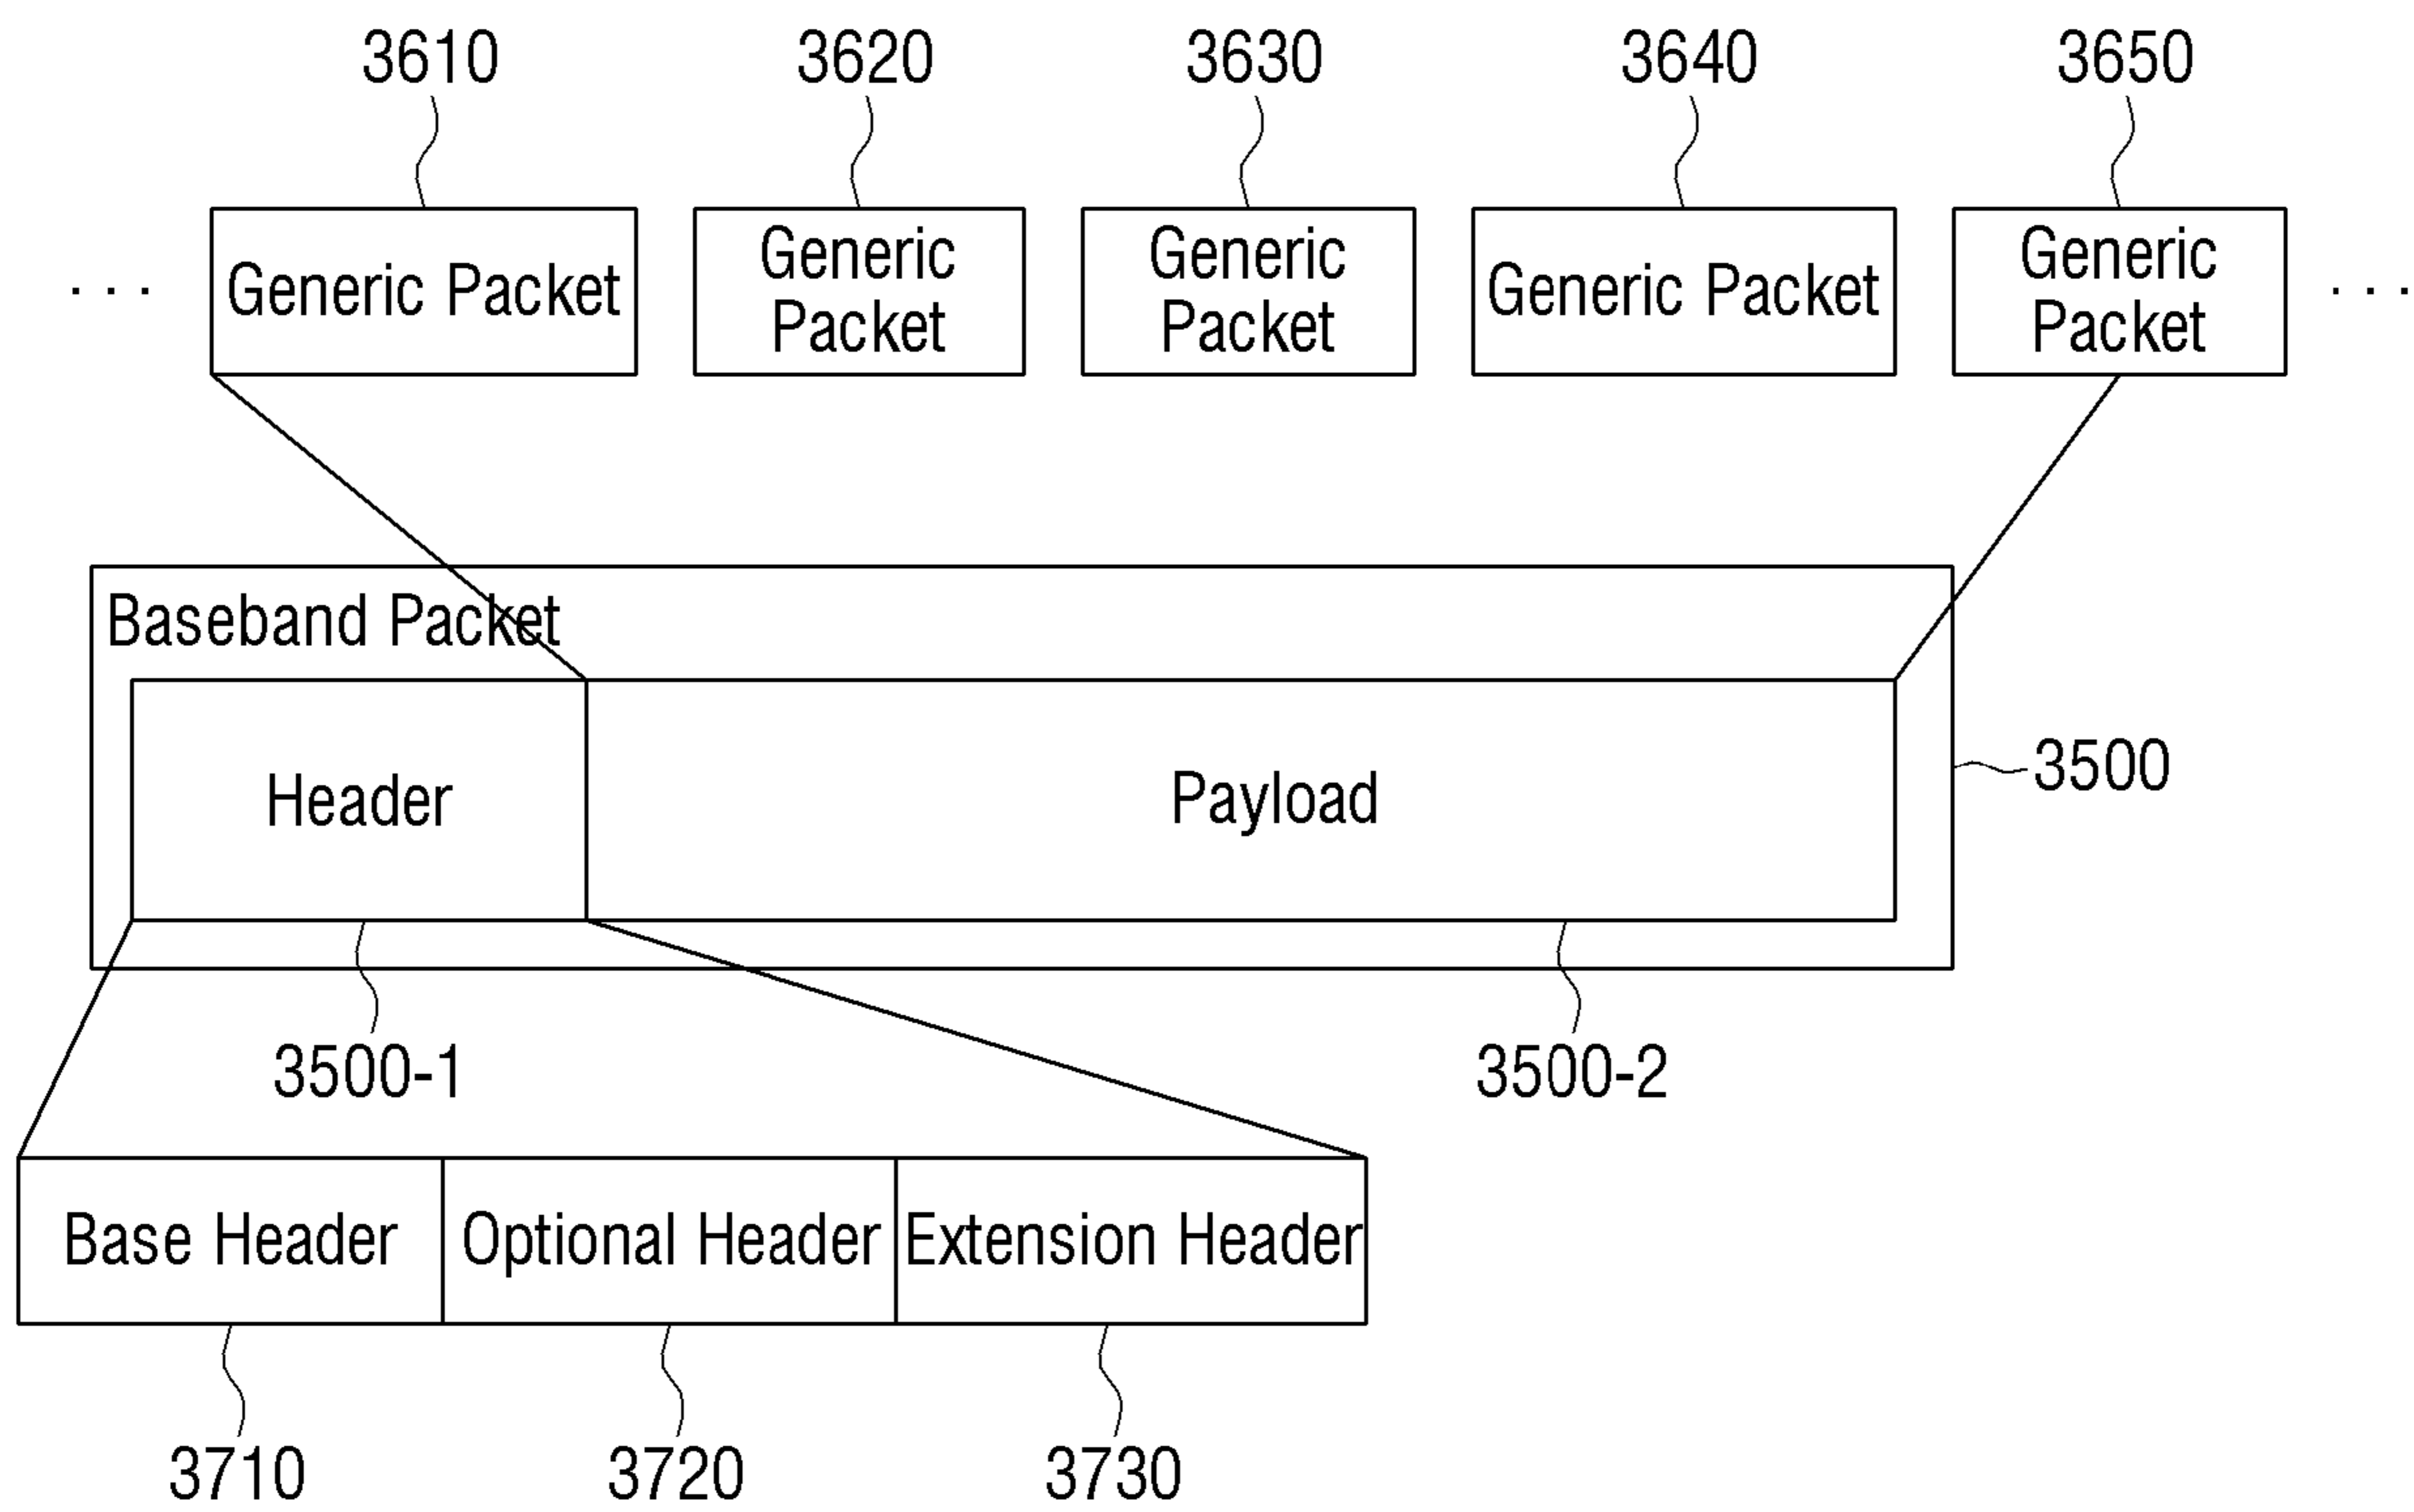 3610 3620 3630 3640 3650
. . . Generic Packet Generic Packet Generic Packet Generic Packet Generic Packet . . .
Baseband Packet
Header Payload 3500
3500-1 3500-2
Base Header Optional Header Extension Header
3710 3720 3730